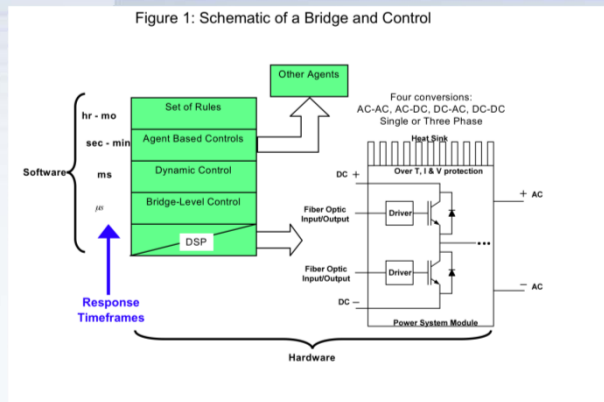 Figure 1: Schematic of a Bridge and Control
Other Agents
Four conversions:
AC-AC, AC-DC, DC-AC, DC-DC
Single or Three Phase
Heat Sink
hr - mo
Set of Rules
sec - min
Agent Based Controls
Software
ms
Dynamic Control
DC +
Over T, I & V protection
+ AC
μs
Bridge-Level Control
Fiber Optic
Input/Output
Driver
DSP
Fiber Optic
Input/Output
Driver
− AC
DC −
Response
Timeframes
Power System Module
Hardware